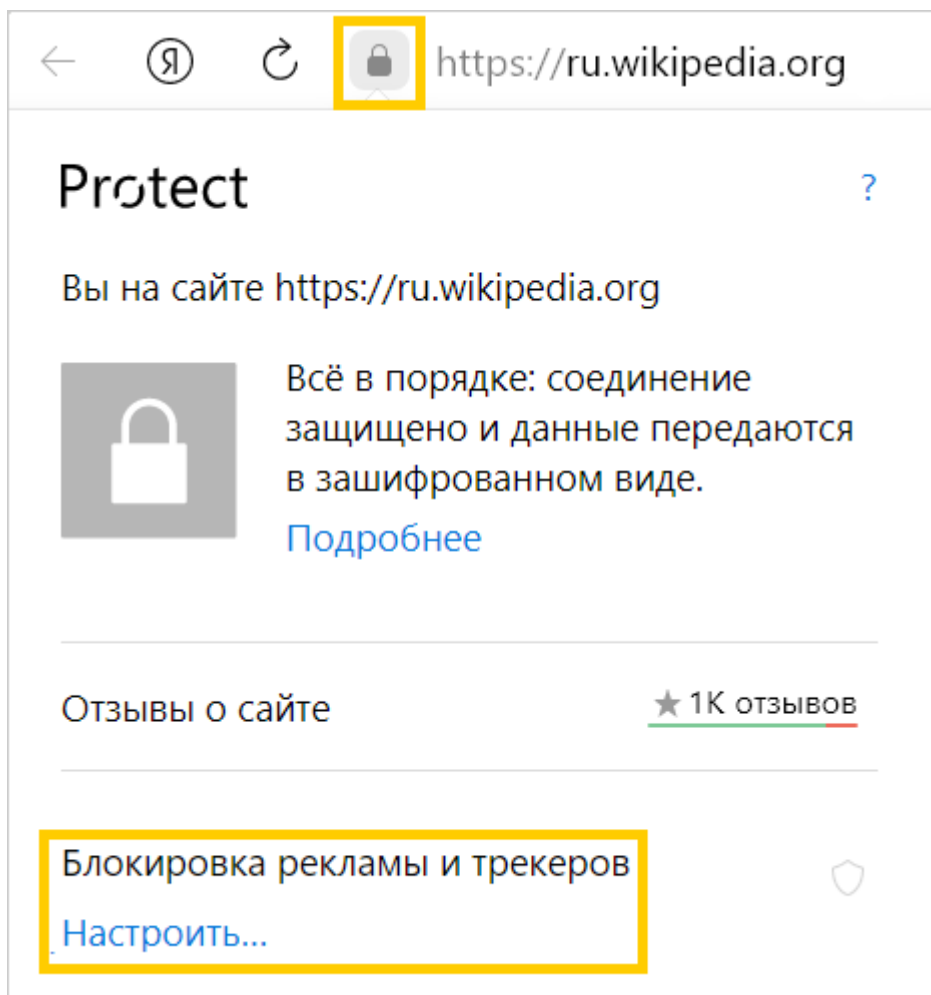 Я https://ru.wikipedia.org
Protect ?
Вы на сайте https://ru.wikipedia.org
Всё в порядке: соединение
защищено и данные передаются
в зашифрованном виде.
Подробнее
Отзывы о сайте 1К отзывов
Блокировка рекламы и трекеров
Настроить...